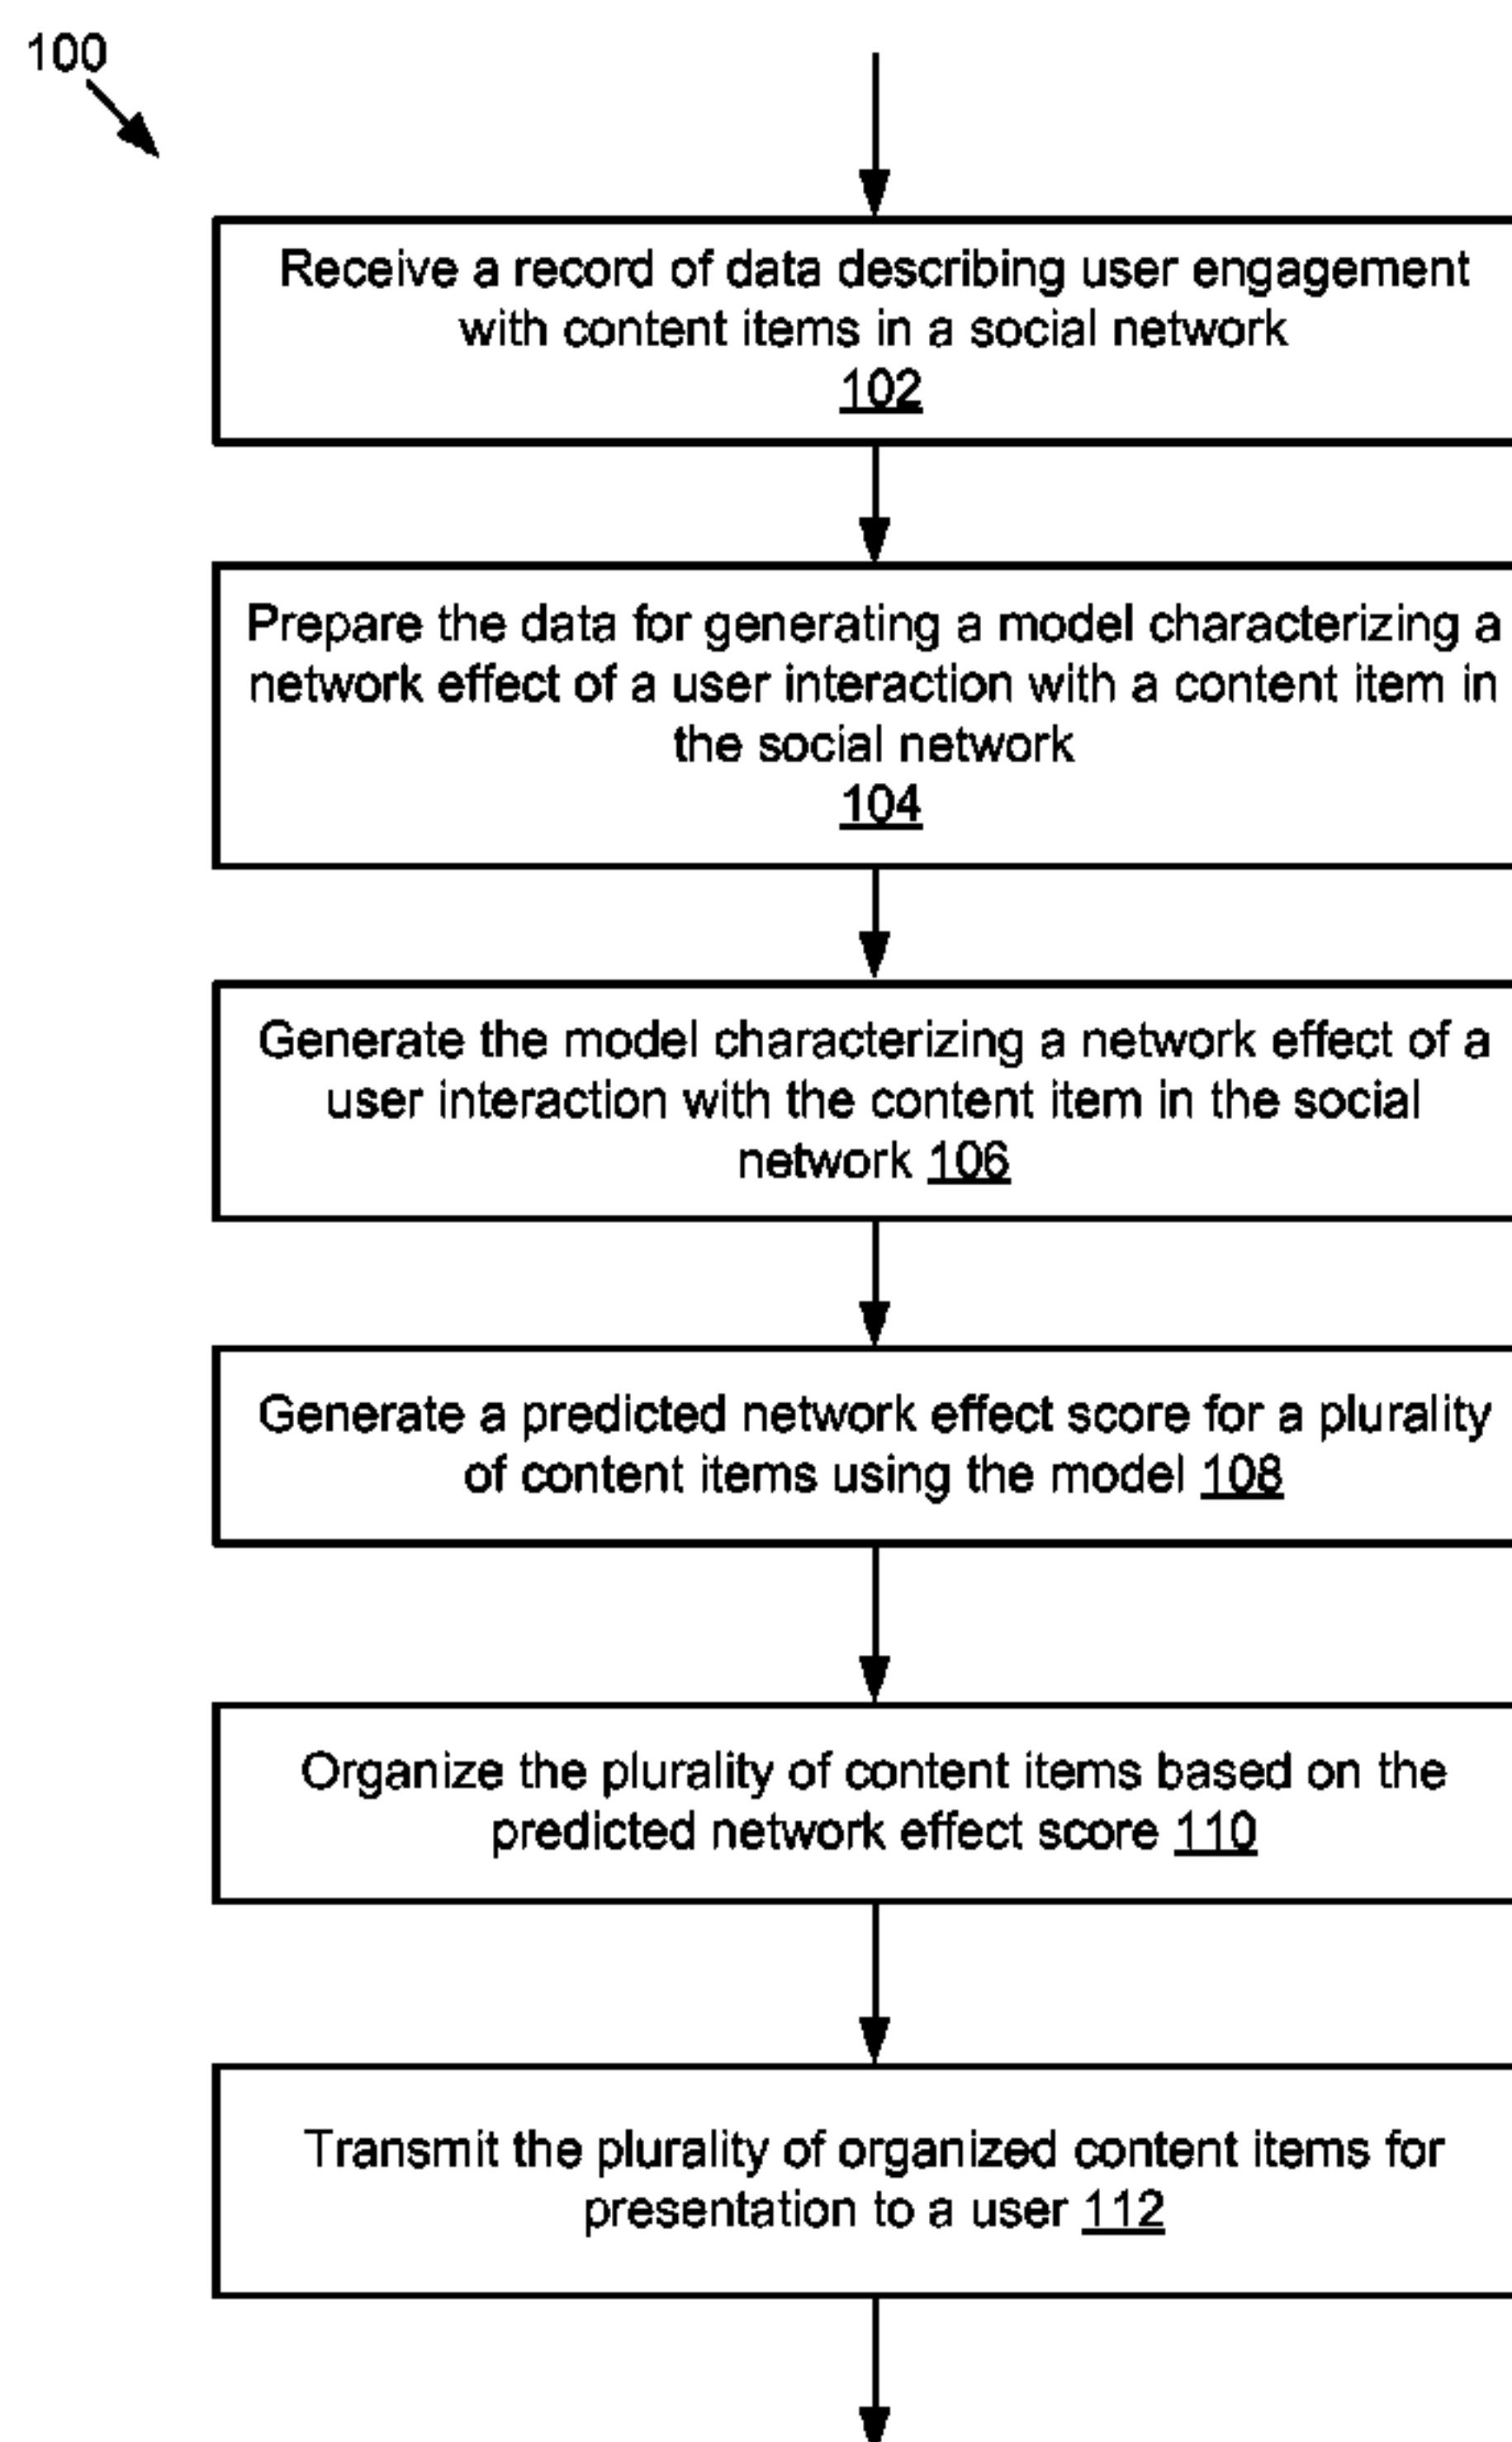 100
Receive a record of data describing user engagement
with content items in a social network
102
Prepare the data for generating a model characterizing a
network effect of a user interaction with a content item in
the social network
104
Generate the model characterizing a network effect of a
user interaction with the content item in the social
network 106
Generate a predicted network effect score for a plurality
of content items using the model 108
Organize the plurality of content items based on the
predicted network effect score 110
Transmit the plurality of organized content items for
presentation to a user 112